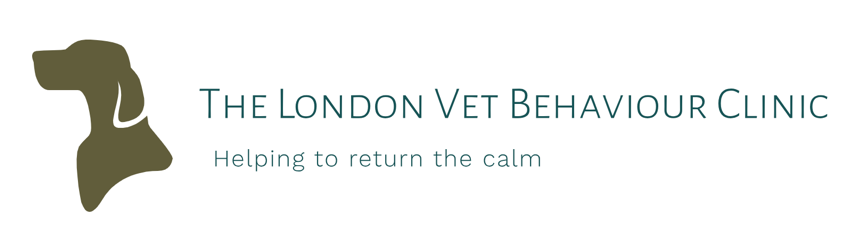 The London Vet Behaviour Clinic
Helping to return the calm